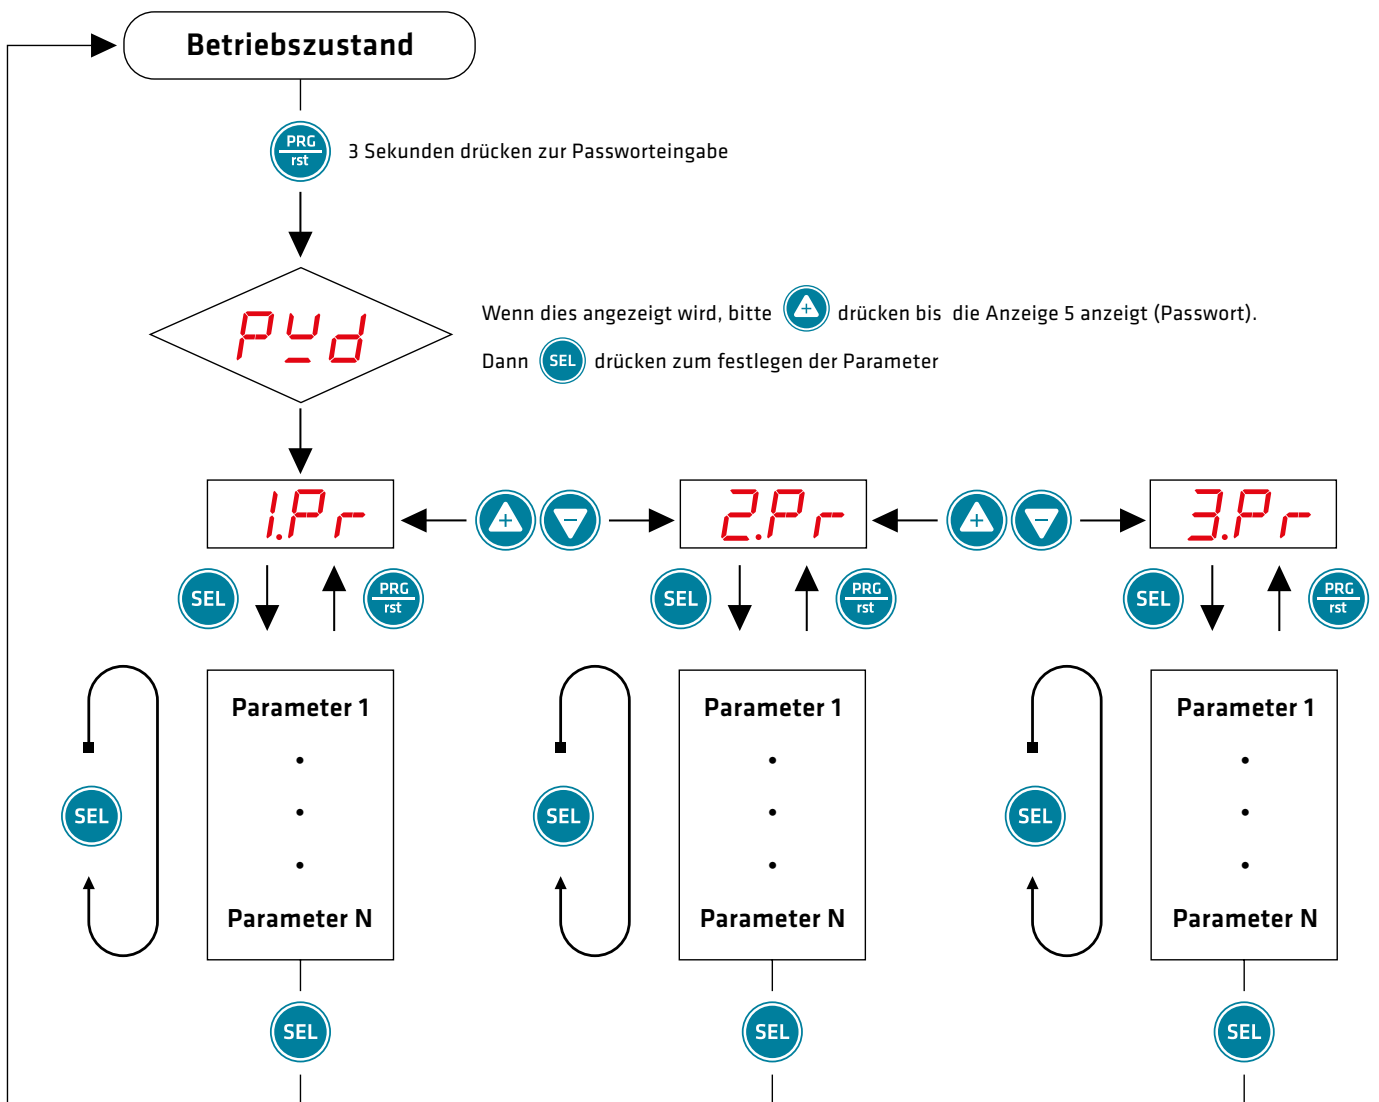 Betriebszustand
PRG
rst
3 Sekunden drücken zur Passworteingabe
Wenn dies angezeigt wird, bitte + drücken bis die Anzeige 5 anzeigt (Passwort).
Dann SEL drücken zum festlegen der Parameter
1.Pr + − 2.Pr + − 3.Pr
SEL PRG rst SEL PRG rst SEL PRG rst
Parameter 1 Parameter 1 Parameter 1
SEL SEL SEL
Parameter N Parameter N Parameter N
SEL SEL SEL